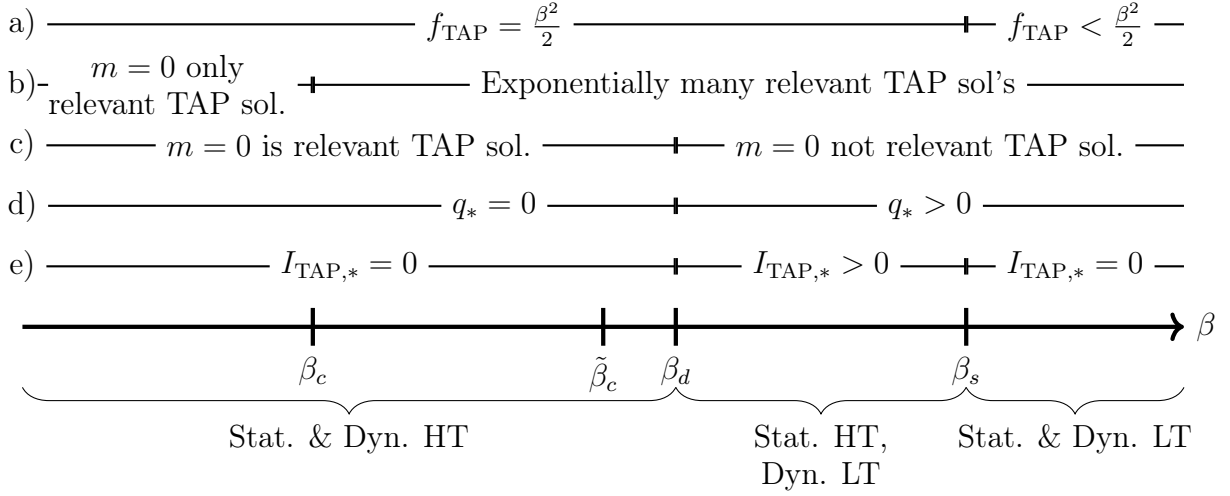 a) f_TAP = β²/2 f_TAP < β²/2
b) m = 0 only relevant TAP sol. Exponentially many relevant TAP sol's
c) m = 0 is relevant TAP sol. m = 0 not relevant TAP sol.
d) q_* = 0 q_* > 0
e) I_TAP,* = 0 I_TAP,* > 0 I_TAP,* = 0
β
β_c β̃_c β_d β_s
Stat. & Dyn. HT Stat. HT, Stat. & Dyn. LT
Dyn. LT